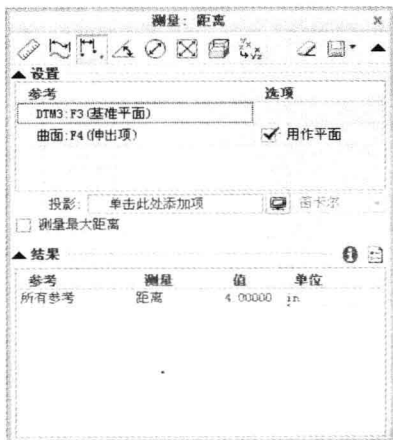 测量: 距离
▲ 设置
参考 选项
DTM3:F3(基准平面)
曲面:F4(伸出项) 用作平面
投影: 单击此处添加项 笛卡尔
测量最大距离
▲ 结果
参考 测量 值 单位
所有参考 距离 4.00000 in